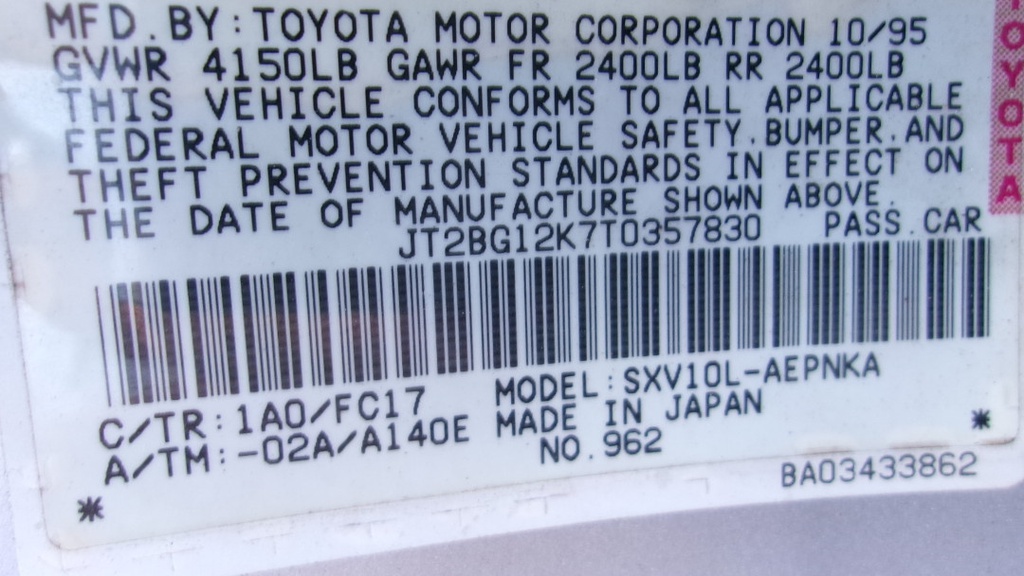 MFD. BY: TOYOTA MOTOR CORPORATION 10/95
GVWR 4150LB GAWR FR 2400LB RR 2400LB
THIS VEHICLE CONFORMS TO ALL APPLICABLE
FEDERAL MOTOR VEHICLE SAFETY. BUMPER. AND
THEFT PREVENTION STANDARDS IN EFFECT ON
THE DATE OF MANUFACTURE SHOWN ABOVE.
JT2BG12K7T0357830 PASS. CAR
C/TR: 1A0/FC17 MODEL: SXV10L-AEPNKA
A/TM: -02A/A140E MADE IN JAPAN
NO. 962
* *
BA03433862
TOYOTA